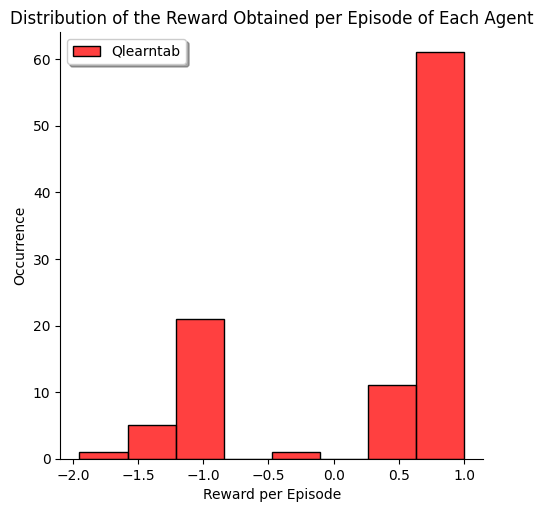 Distribution of the Reward Obtained per Episode of Each Agent
Qlearntab
60
50
40
30
20
10
0
Occurrence
−2.0 −1.5 −1.0 −0.5 0.0 0.5 1.0
Reward per Episode